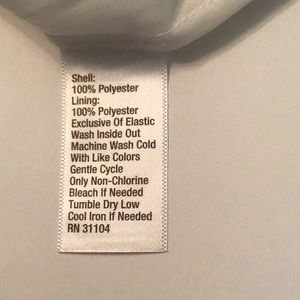 Shell:
100% Polyester
Lining:
100% Polyester
Exclusive Of Elastic
Wash Inside Out
Machine Wash Cold
With Like Colors
Gentle Cycle
Only Non-Chlorine
Bleach If Needed
Tumble Dry Low
Cool Iron If Needed
RN 31104